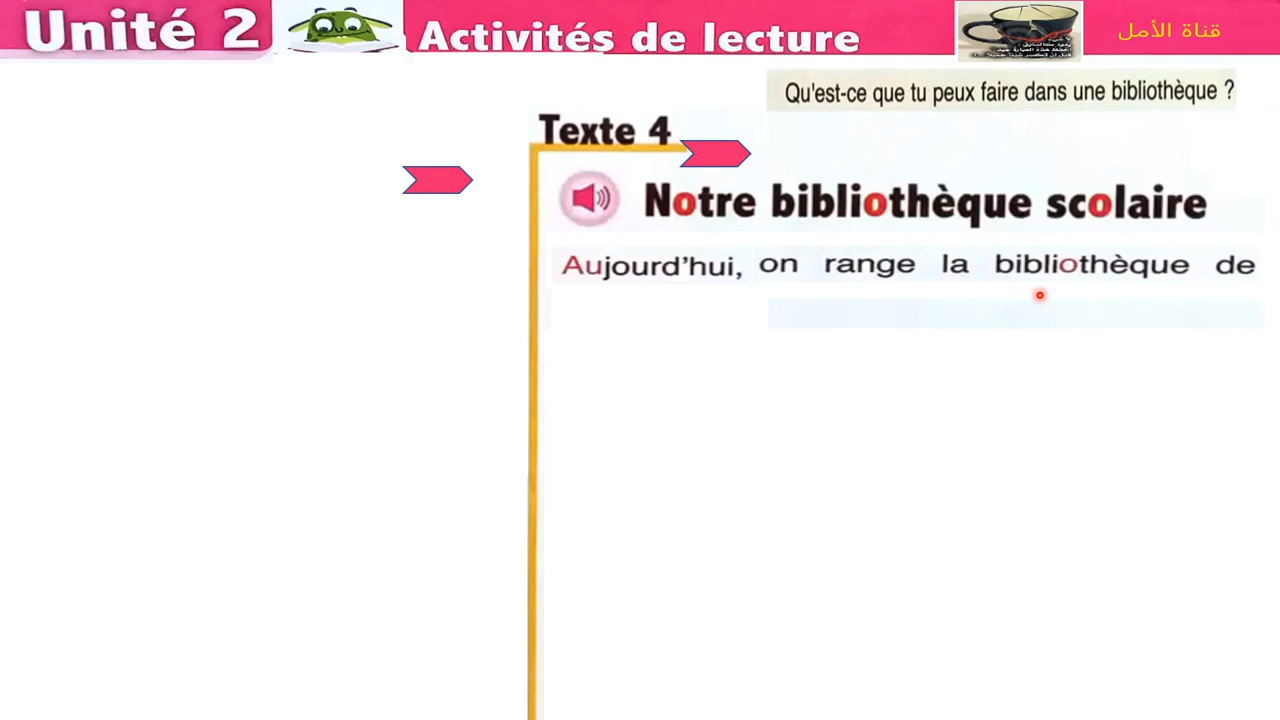 Unité 2
Activités de lecture
قناة الأمل
Qu'est-ce que tu peux faire dans une bibliothèque ?
Texte 4
Notre bibliothèque scolaire
Aujourd'hui, on range la bibliothèque de